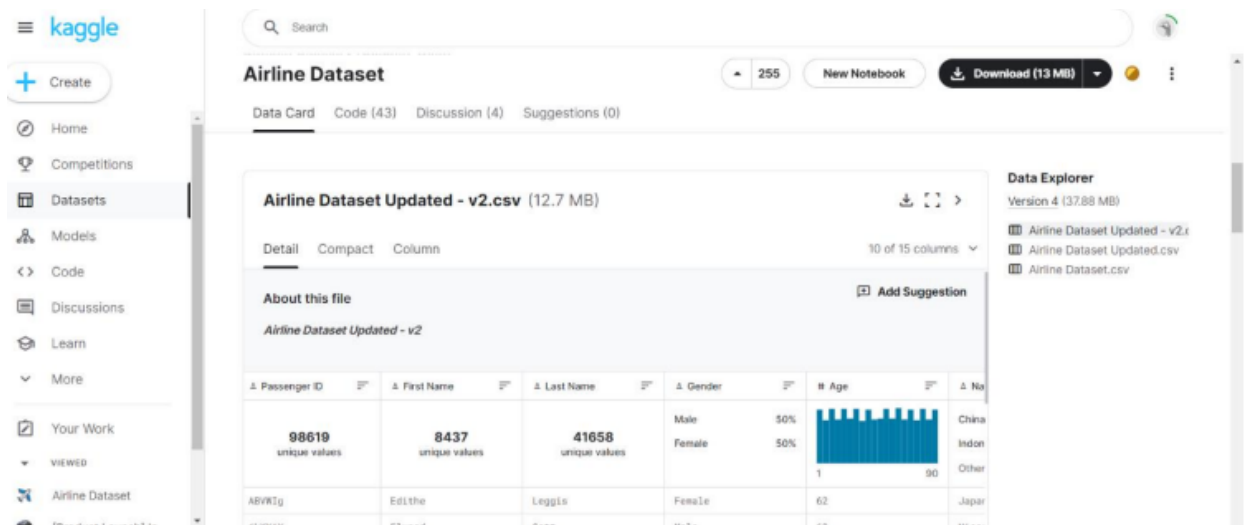 kaggle
Search
Create
Home
Competitions
Datasets
Models
Code
Discussions
Learn
More
Your Work
VIEWED
Airline Dataset
Airline Dataset
255
New Notebook
Download (13 MB)
Data Card Code (43) Discussion (4) Suggestions (0)
Airline Dataset Updated - v2.csv (12.7 MB)
Detail Compact Column
10 of 15 columns
About this file
Add Suggestion
Airline Dataset Updated - v2
Passenger ID First Name Last Name # Gender # Age Na
98619 unique values
8437 unique values
41658 unique values
Male 50%
Female 50%
1 90
China
Indon
Other
ABVWIg Edithe Leggis Female 62 Japar
Data Explorer
Version 4 (37.88 MB)
Airline Dataset Updated - v2.c
Airline Dataset Updated.csv
Airline Dataset.csv